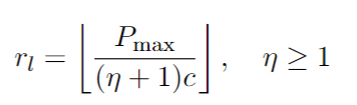 r_l = ⌊ P_max / ((η + 1)c) ⌋ , η ≥ 1